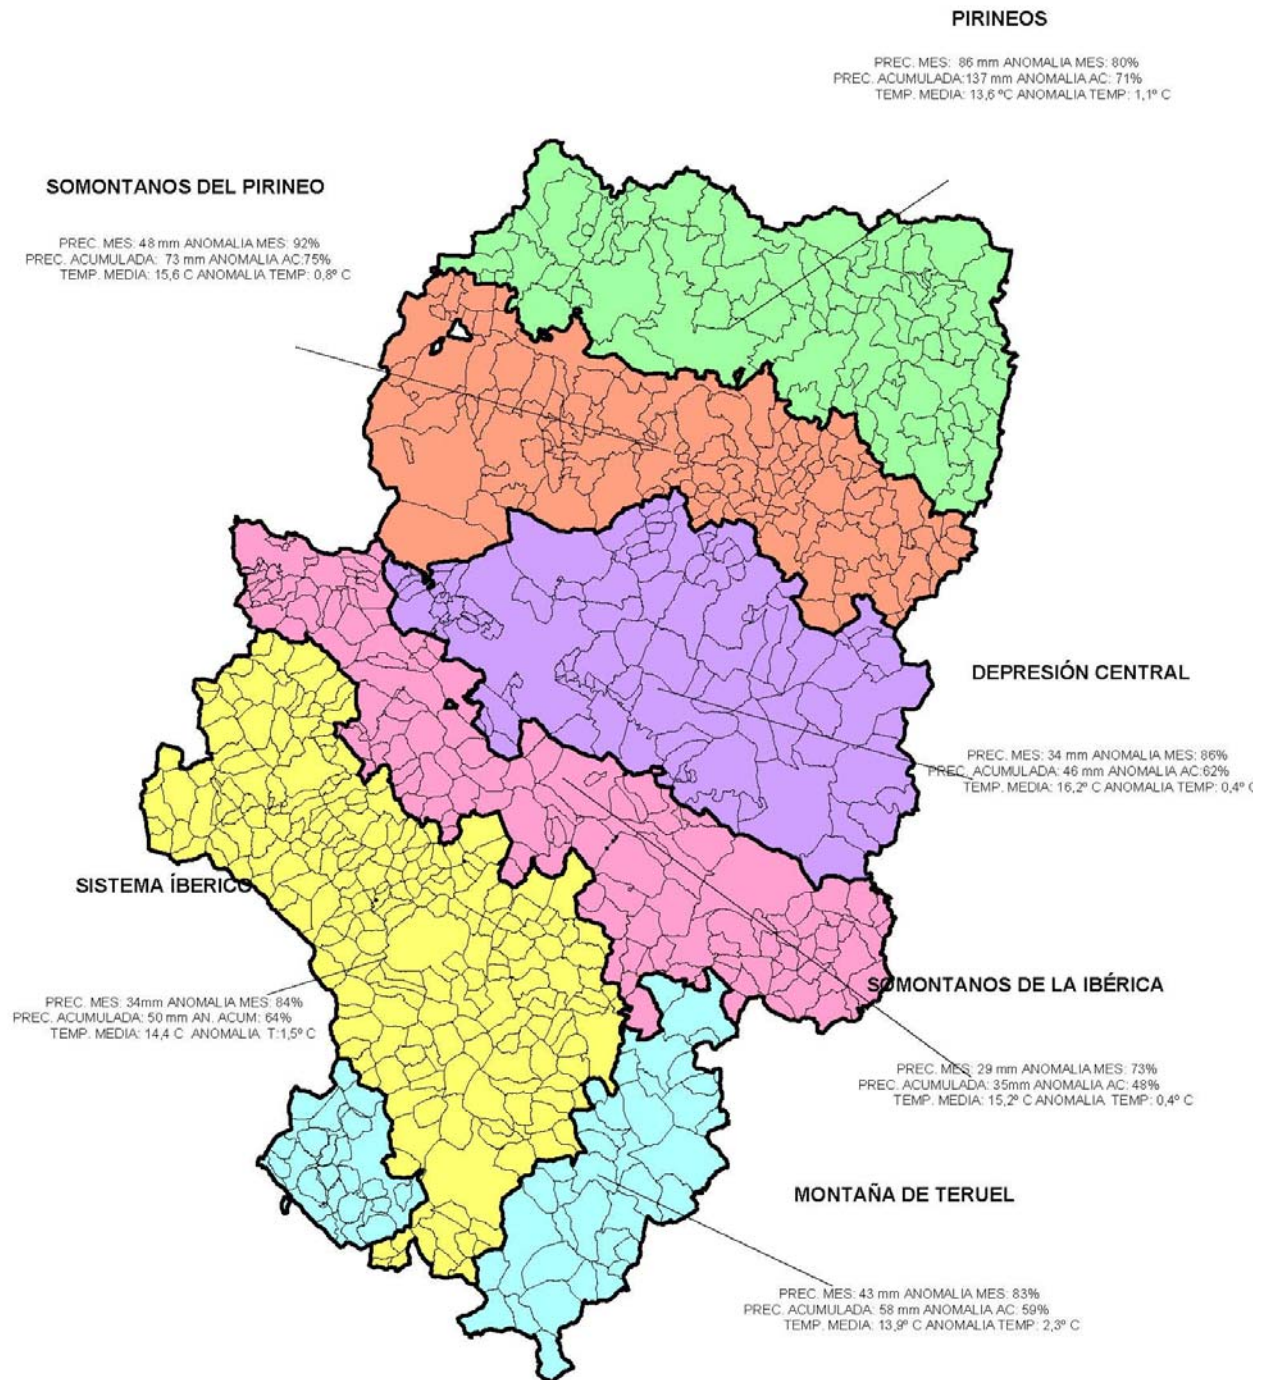 PIRINEOS
PREC. MES: 86 mm ANOMALIA MES: 80%
PREC. ACUMULADA:137 mm ANOMALIA AC: 71%
TEMP. MEDIA: 13,6 ºC ANOMALIA TEMP: 1,1º C
SOMONTANOS DEL PIRINEO
PREC. MES: 48 mm ANOMALIA MES: 92%
PREC. ACUMULADA: 73 mm ANOMALIA AC:75%
TEMP. MEDIA: 15,6 C ANOMALIA TEMP: 0,8º C
DEPRESIÓN CENTRAL
PREC. MES: 34 mm ANOMALIA MES: 86%
PREC. ACUMULADA: 46 mm ANOMALIA AC:62%
TEMP. MEDIA: 16,2º C ANOMALIA TEMP: 0,4º C
SISTEMA ÍBERICO
PREC. MES: 34mm ANOMALIA MES: 84%
PREC. ACUMULADA: 50 mm AN. ACUM: 64%
TEMP. MEDIA: 14,4 C ANOMALIA T:1,5º C
SOMONTANOS DE LA IBÉRICA
PREC. MES: 29 mm ANOMALIA MES: 73%
PREC. ACUMULADA: 35mm ANOMALIA AC: 48%
TEMP. MEDIA: 15,2º C ANOMALIA TEMP: 0,4º C
MONTAÑA DE TERUEL
PREC. MES: 43 mm ANOMALIA MES: 83%
PREC. ACUMULADA: 58 mm ANOMALIA AC: 59%
TEMP. MEDIA: 13,9º C ANOMALIA TEMP: 2,3º C